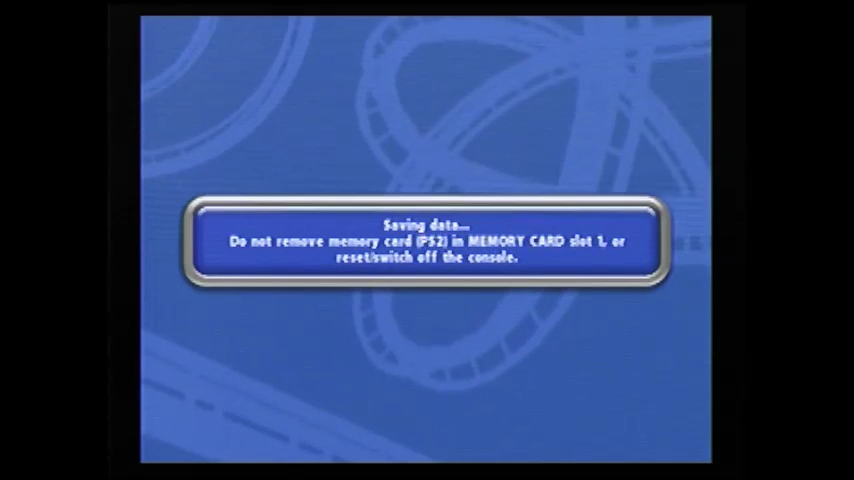 Saving data...
Do not remove memory card (PS2) in MEMORY CARD slot 1, or
reset/switch off the console.